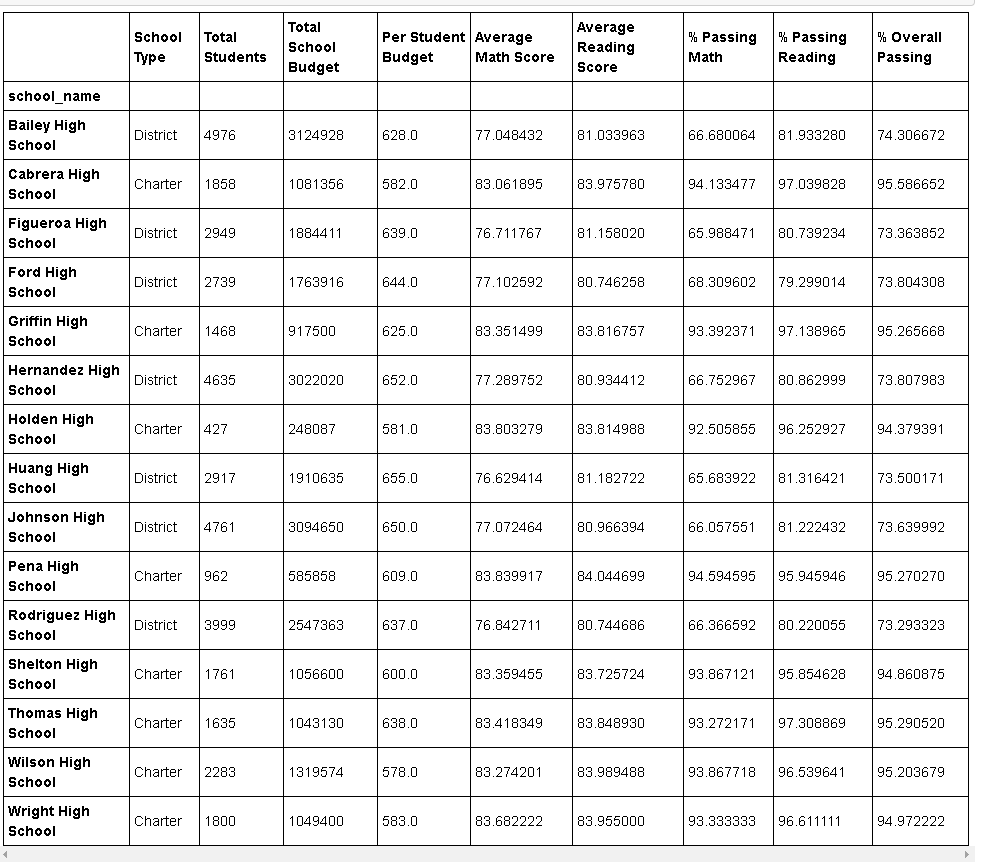 School Type Total Students Total School Budget Per Student Budget Average Math Score Average Reading Score % Passing Math % Passing Reading % Overall Passing
school_name
Bailey High School District 4976 3124928 628.0 77.048432 81.033963 66.680064 81.933280 74.306672
Cabrera High School Charter 1858 1081356 582.0 83.061895 83.975780 94.133477 97.039828 95.586652
Figueroa High School District 2949 1884411 639.0 76.711767 81.158020 65.988471 80.739234 73.363852
Ford High School District 2739 1763916 644.0 77.102592 80.746258 68.309602 79.299014 73.804308
Griffin High School Charter 1468 917500 625.0 83.351499 83.816757 93.392371 97.138965 95.265668
Hernandez High School District 4635 3022020 652.0 77.289752 80.934412 66.752967 80.862999 73.807983
Holden High School Charter 427 248087 581.0 83.803279 83.814988 92.505855 96.252927 94.379391
Huang High School District 2917 1910635 655.0 76.629414 81.182722 65.683922 81.316421 73.500171
Johnson High School District 4761 3094650 650.0 77.072464 80.966394 66.057551 81.222432 73.639992
Pena High School Charter 962 585858 609.0 83.839917 84.044699 94.594595 95.945946 95.270270
Rodriguez High School District 3999 2547363 637.0 76.842711 80.744686 66.366592 80.220055 73.293323
Shelton High School Charter 1761 1056600 600.0 83.359455 83.725724 93.867121 95.854628 94.860875
Thomas High School Charter 1635 1043130 638.0 83.418349 83.848930 93.272171 97.308869 95.290520
Wilson High School Charter 2283 1319574 578.0 83.274201 83.989488 93.867718 96.539641 95.203679
Wright High School Charter 1800 1049400 583.0 83.682222 83.955000 93.333333 96.611111 94.972222